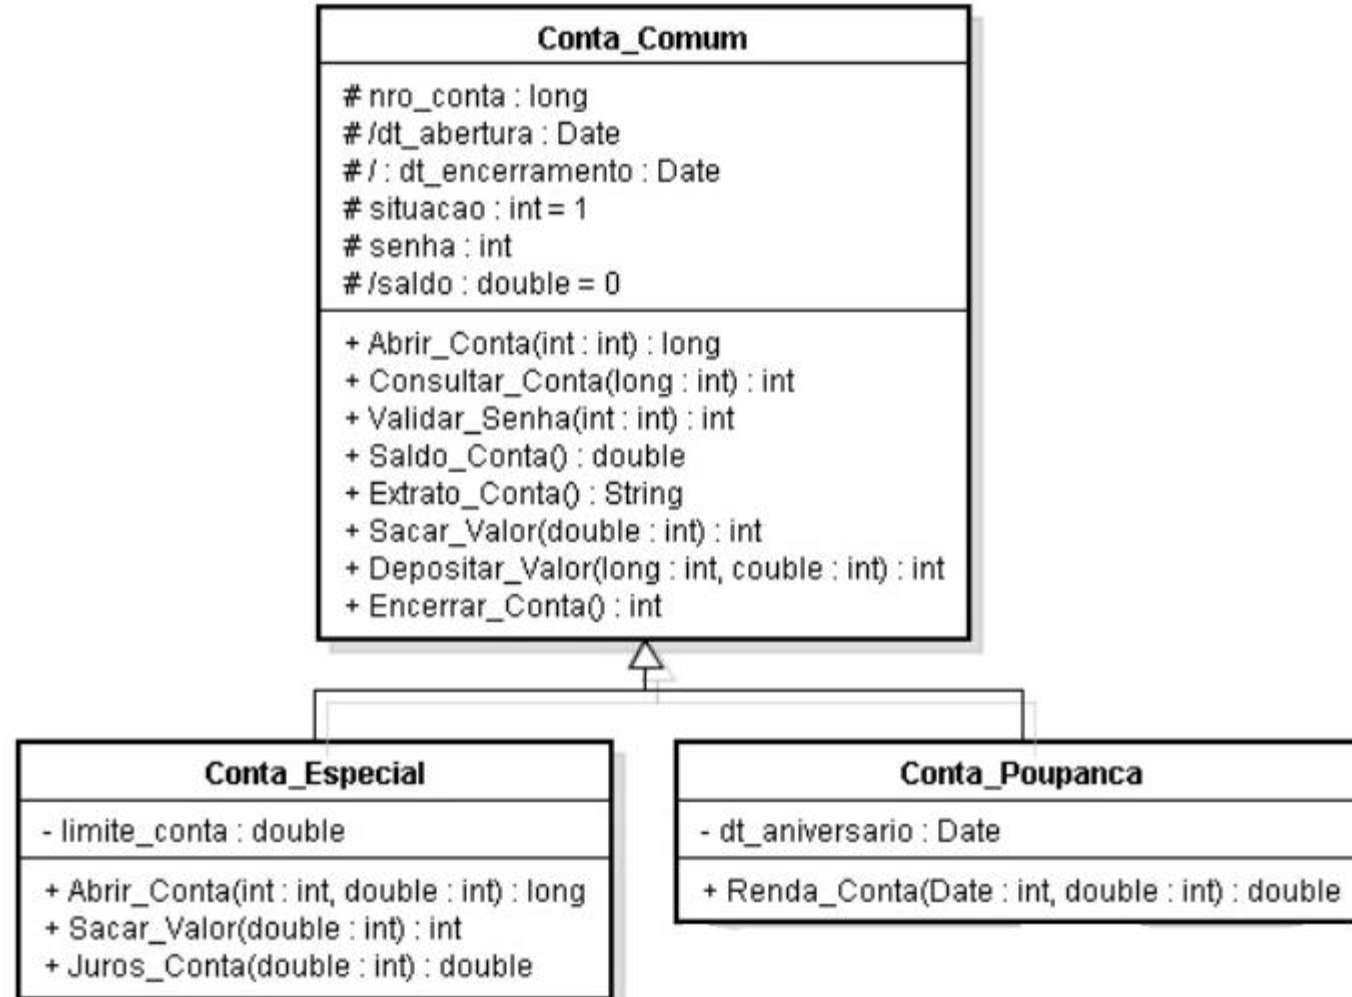 Conta_Comum
# nro_conta : long
# /dt_abertura : Date
# / : dt_encerramento : Date
# situacao : int = 1
# senha : int
# /saldo : double = 0
+ Abrir_Conta(int : int) : long
+ Consultar_Conta(long : int) : int
+ Validar_Senha(int : int) : int
+ Saldo_Conta() : double
+ Extrato_Conta() : String
+ Sacar_Valor(double : int) : int
+ Depositar_Valor(long : int, couble : int) : int
+ Encerrar_Conta() : int
Conta_Especial
- limite_conta : double
+ Abrir_Conta(int : int, double : int) : long
+ Sacar_Valor(double : int) : int
+ Juros_Conta(double : int) : double
Conta_Poupanca
- dt_aniversario : Date
+ Renda_Conta(Date : int, double : int) : double